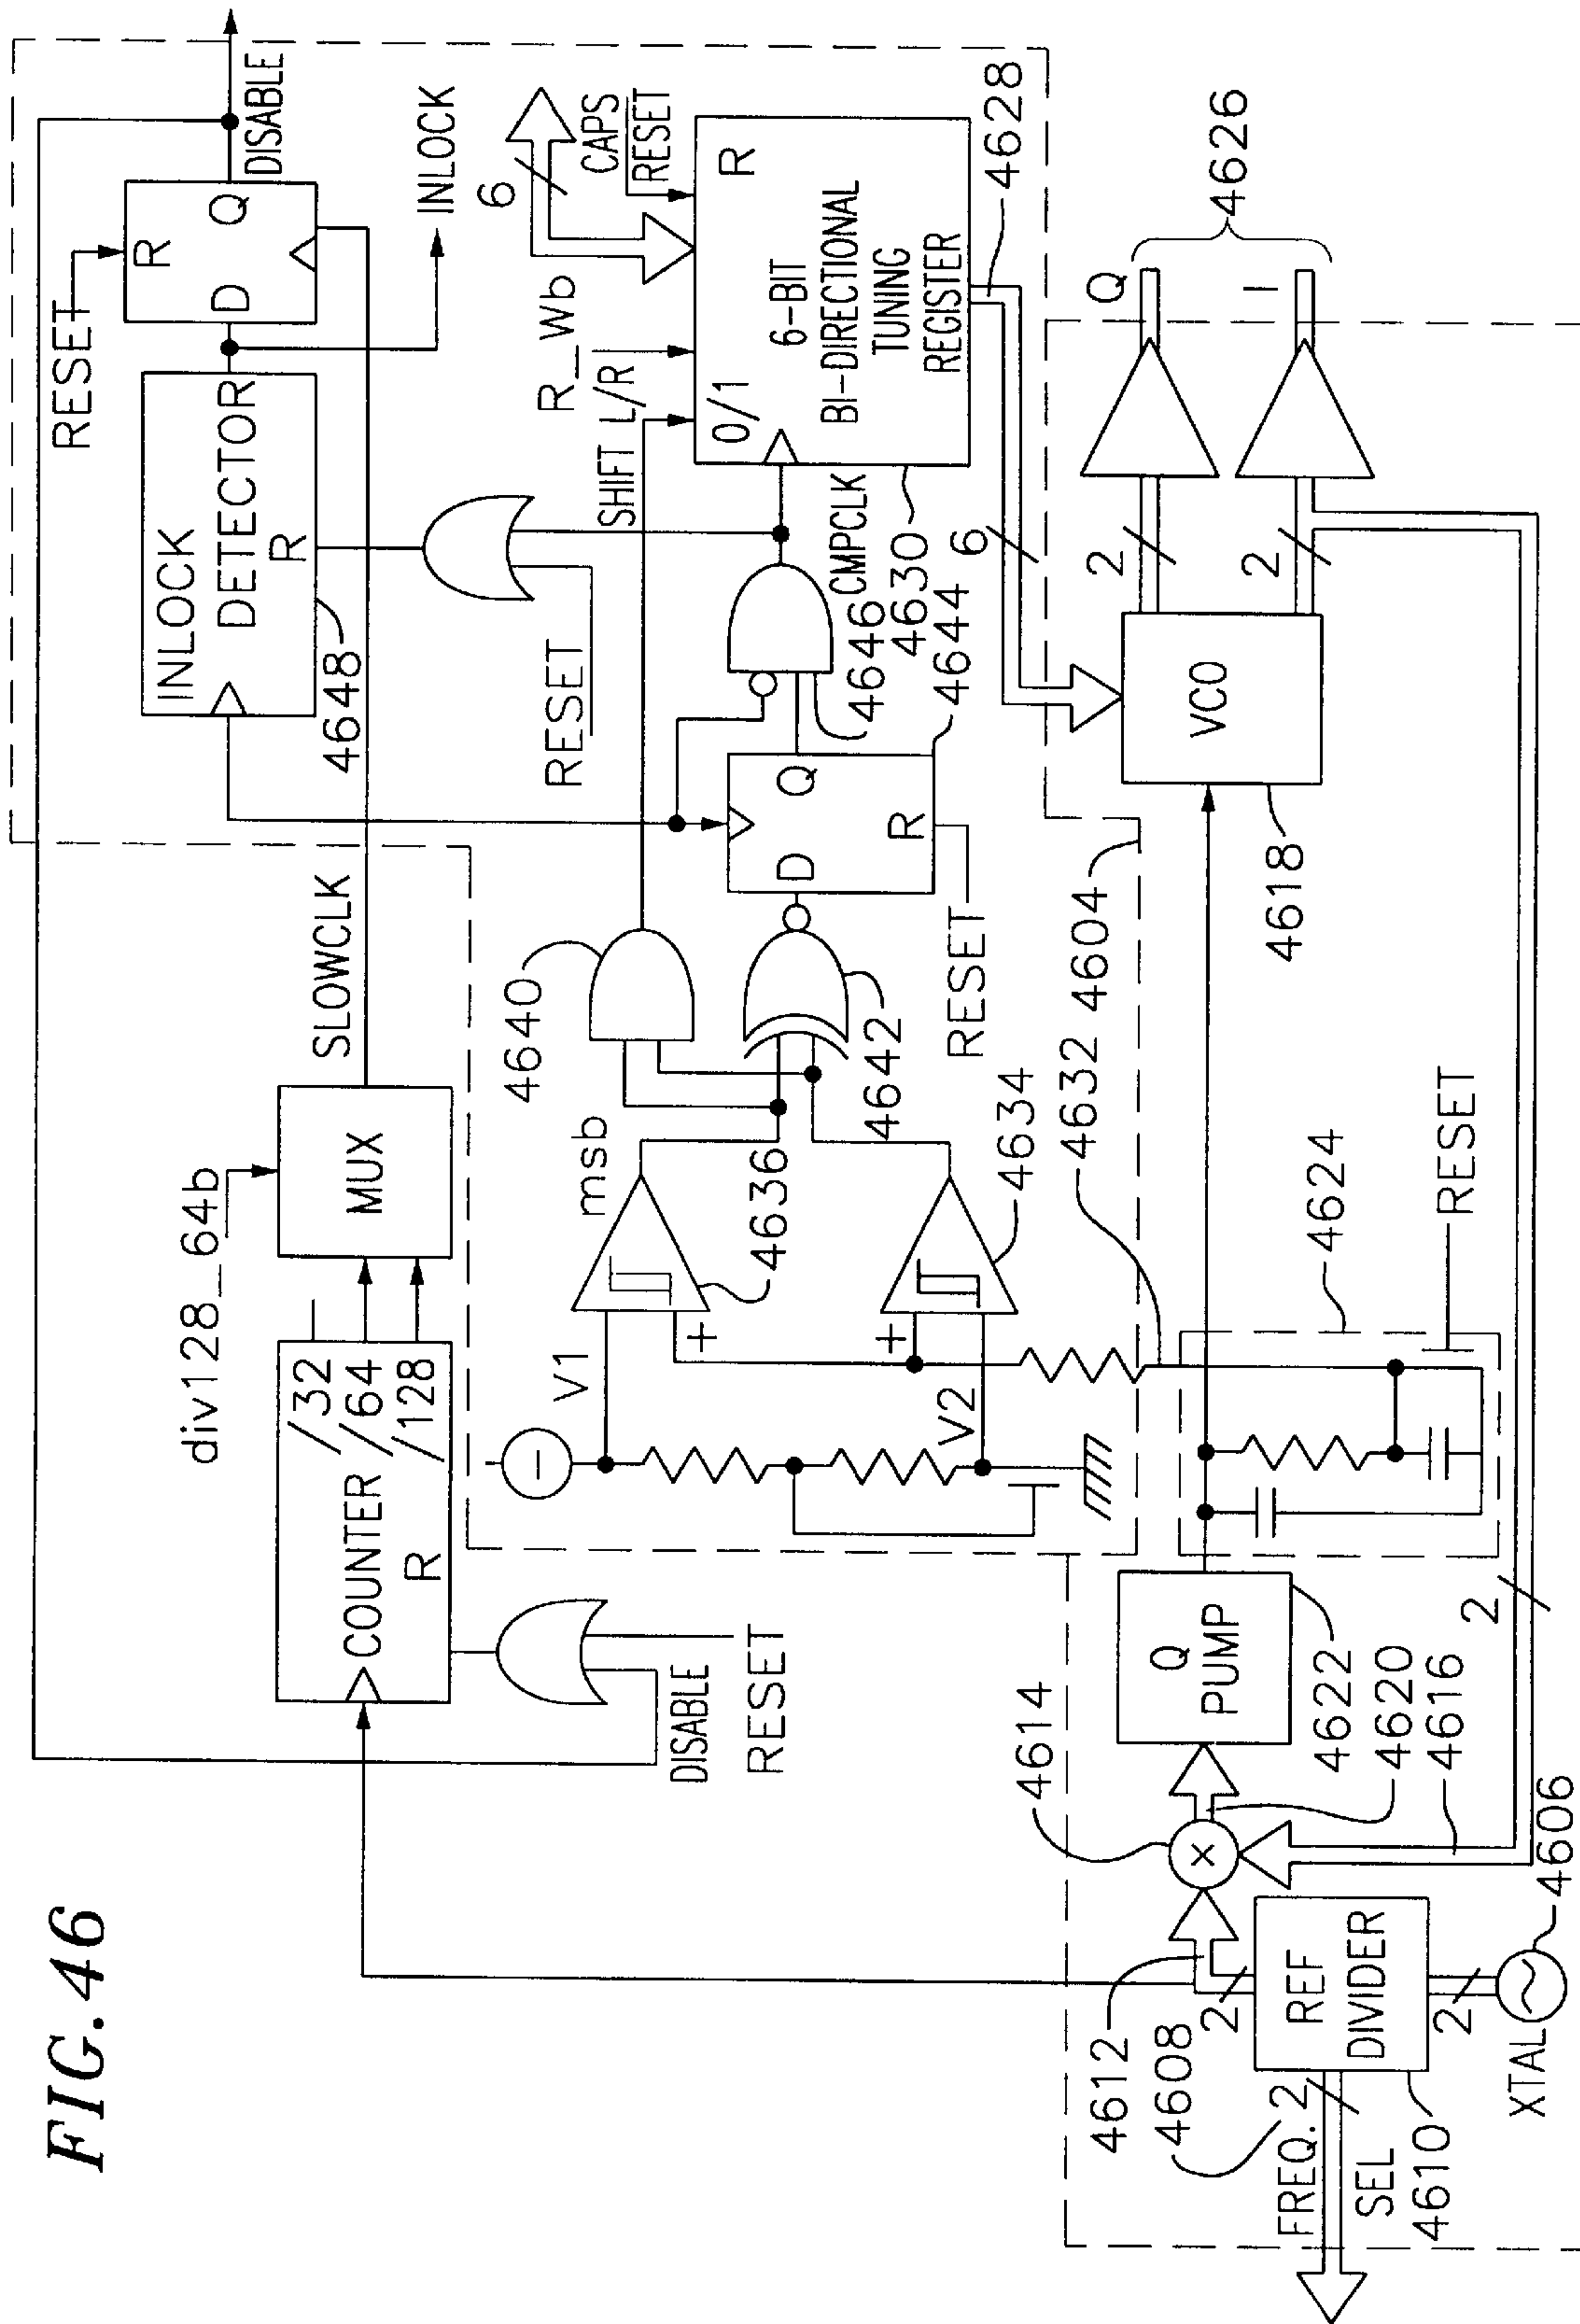 FIG. 46
RESET
R
D
Q
DISABLE
INLOCK
DETECTOR
R
4648
INLOCK
SLOWCLK
div128_64b
MUX
COUNTER
/32
/64
/128
R
DISABLE
RESET
RESET
6
CAPS
RESET
R_Wb
SHIFT L/R
0/1
R
6-BIT
BI-DIRECTIONAL
TUNING
REGISTER
4628
CMPCLK
4646
4630
4644
6
D
Q
R
RESET
4640
4642
msb
4636
4634
V1
+
+
V2
4632
4604
4624
RESET
4626
Q
I
2
2
VCO
4618
Q
PUMP
4622
4620
4616
2
4614
×
4612
4608
2
REF
DIVIDER
2
FREQ.
SEL
2
4610
XTAL
4606